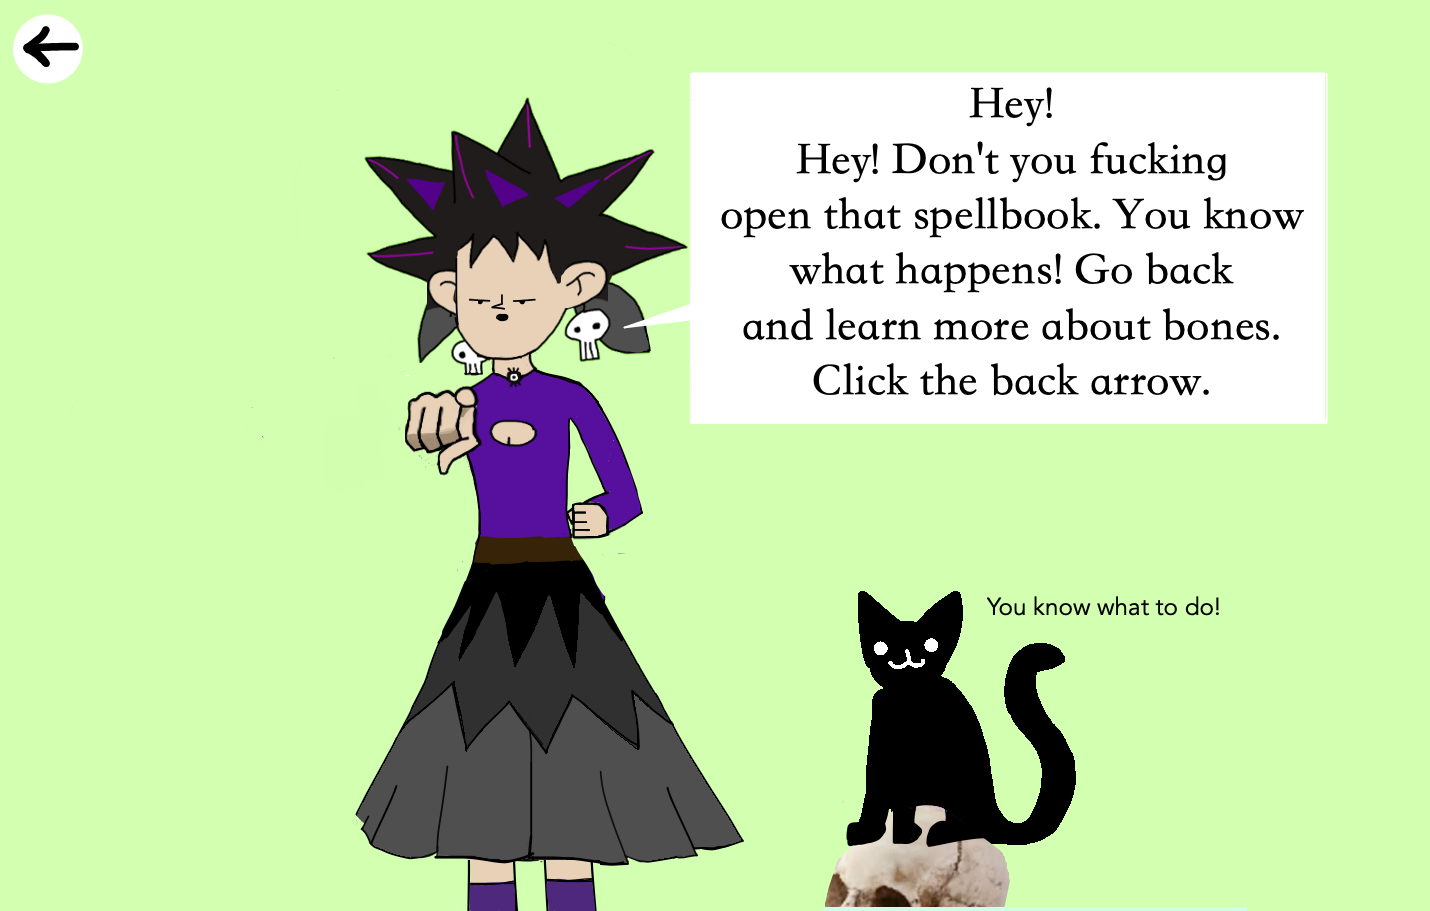 Hey!
Hey! Don't you fucking
open that spellbook. You know
what happens! Go back
and learn more about bones.
Click the back arrow.
You know what to do!